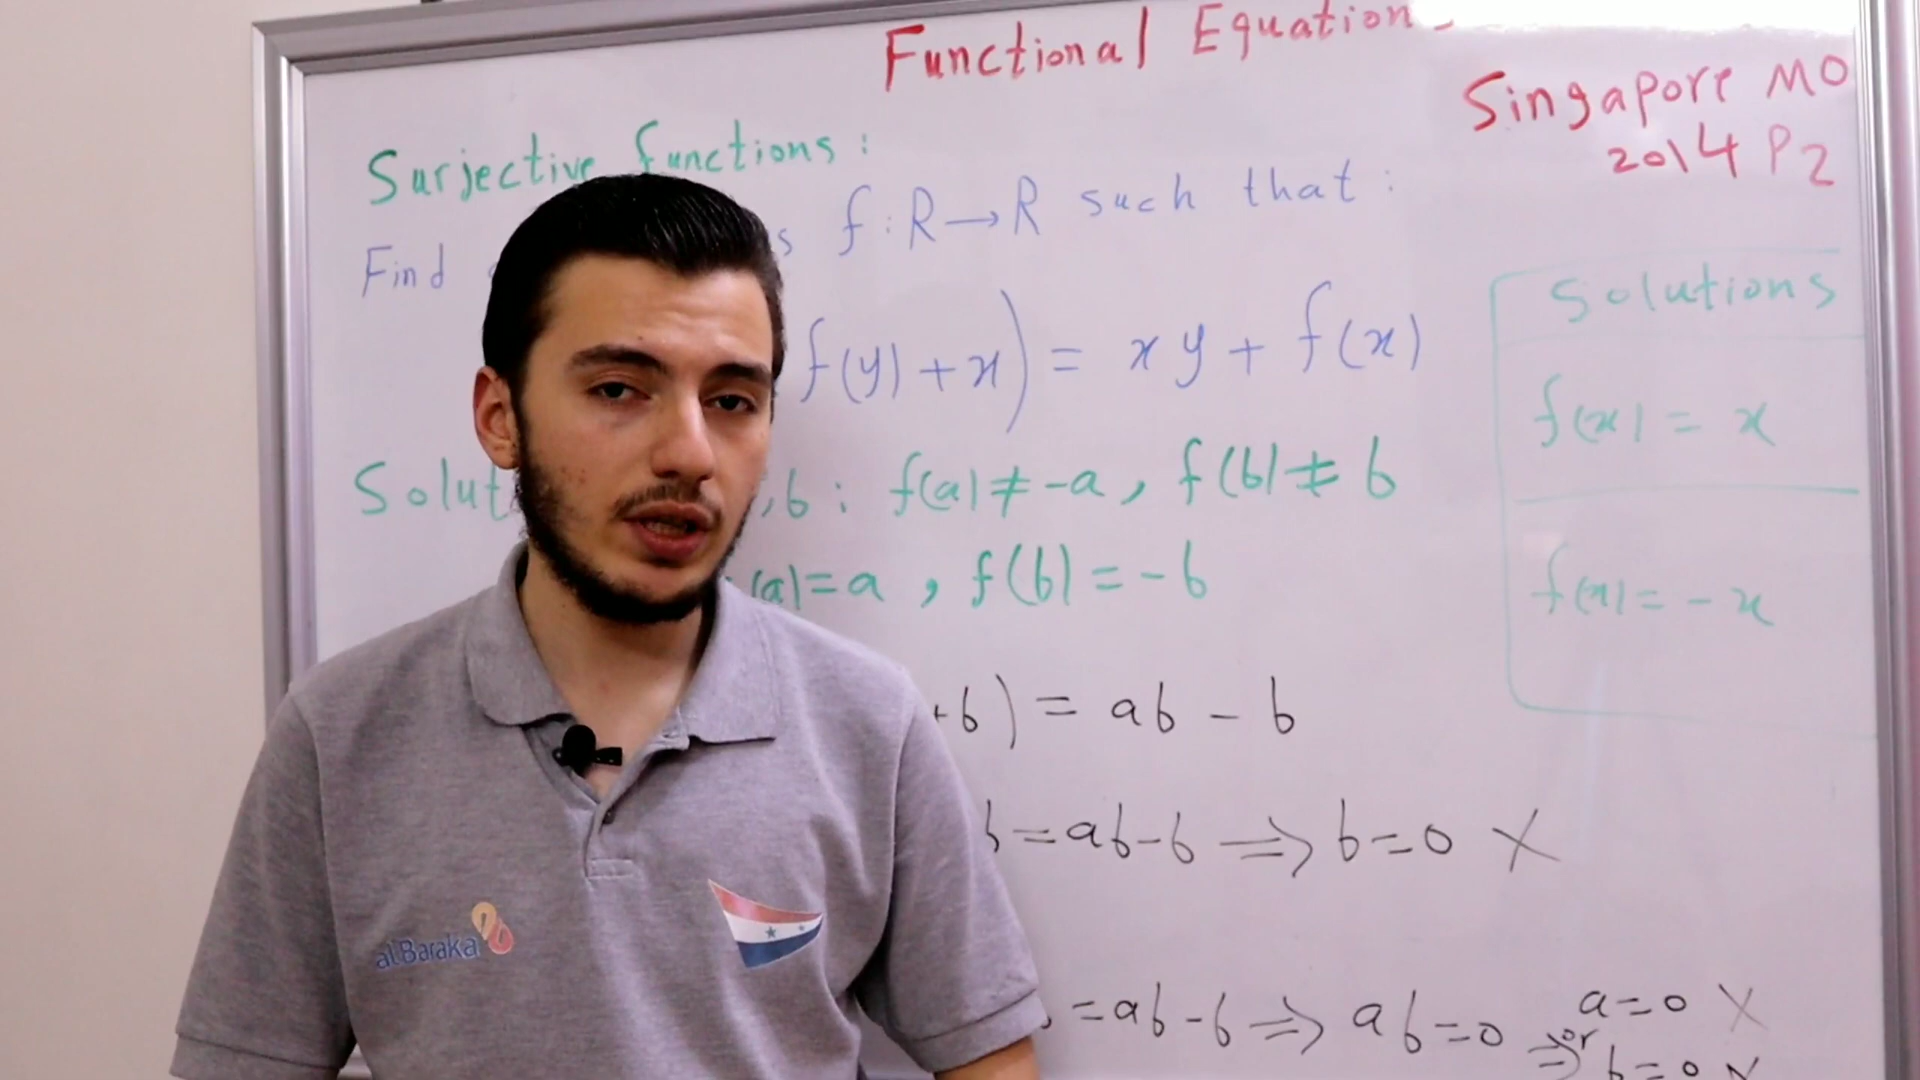 Functional Equation
Singapore MO
2014 P2
Surjective functions:
Find f:R→R such that:
f(y)+x) = xy + f(x)
,b : f(a)≠-a, f(b)≠b
(a)=a, f(b)=-b
+b) = ab - b
=ab-b ⟹ b=0 X
=ab-b ⟹ ab=0 ⟹ a=0 X
or
b=0 X
Solutions
f(x) = x
f(x) = -x
al Baraka